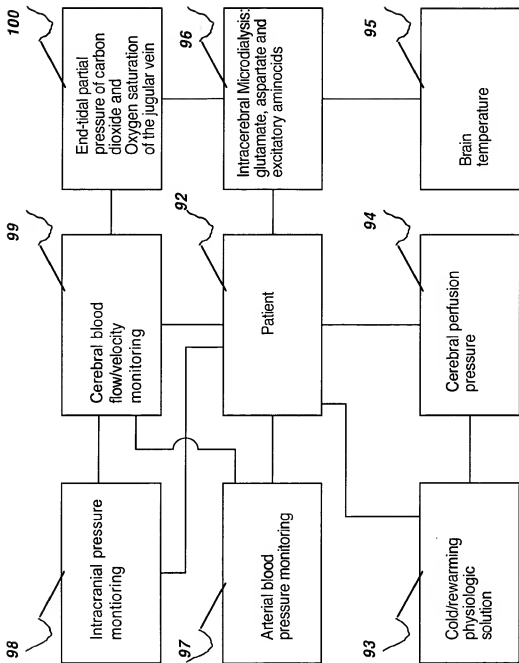 98
Intracranial pressure
montioring
99
Cerebral blood
flow/velocity
monitoring
100
End-tidal partial
pressure of carbon
dioxide and
Oxygen saturation
of the jugular vein
97
Arterial blood
pressure monitoring
92
Patient
96
Intracerebral Microdialysis:
glutamate, aspartate and
excitatory aminocids
93
Cold/rewarming
physiologic
solution
94
Cerebral perfusion
pressure
95
Brain
temperature